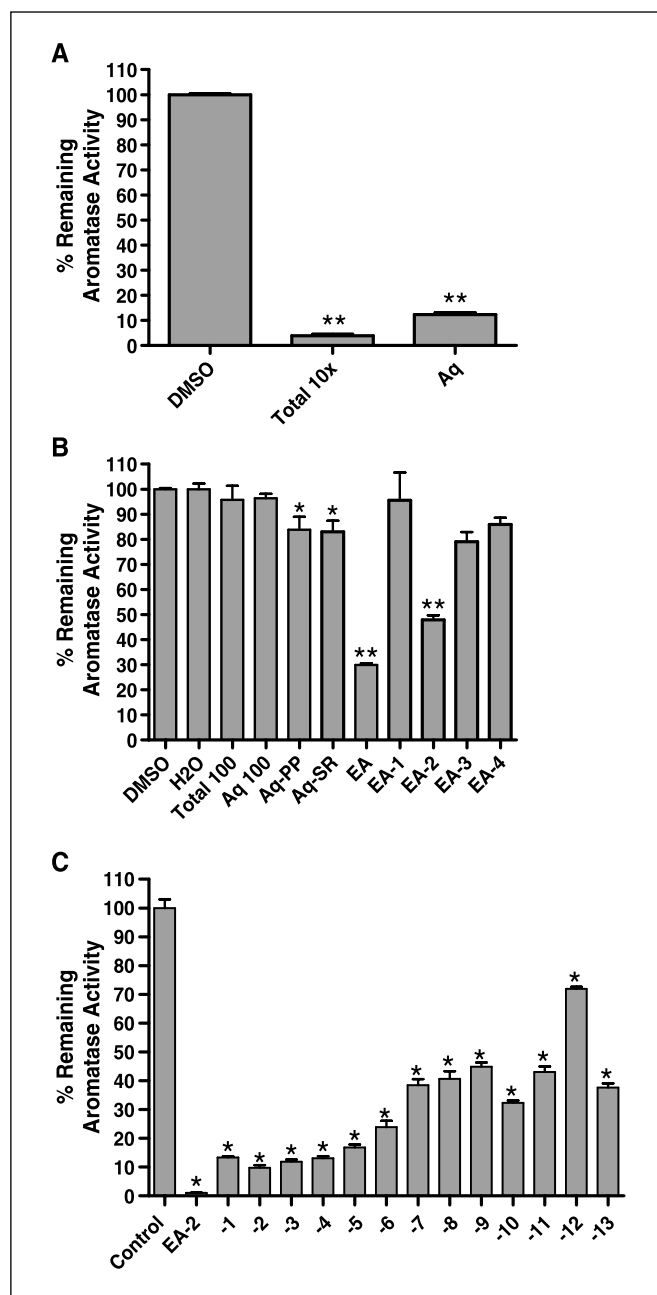 A
% Remaining
Aromatase Activity
110
100
90
80
70
60
50
40
30
20
10
0
**
**
DMSO
Total 10x
Aq
B
% Remaining
Aromatase Activity
110
100
90
80
70
60
50
40
30
20
10
0
*
*
**
**
DMSO
H2O
Total 100
Aq 100
Aq-PP
Aq-SR
EA
EA-1
EA-2
EA-3
EA-4
C
% Remaining
Aromatase Activity
110
100
90
80
70
60
50
40
30
20
10
0
*
*
*
*
*
*
*
*
*
*
*
*
*
*
Control
EA-2
-1
-2
-3
-4
-5
-6
-7
-8
-9
-10
-11
-12
-13